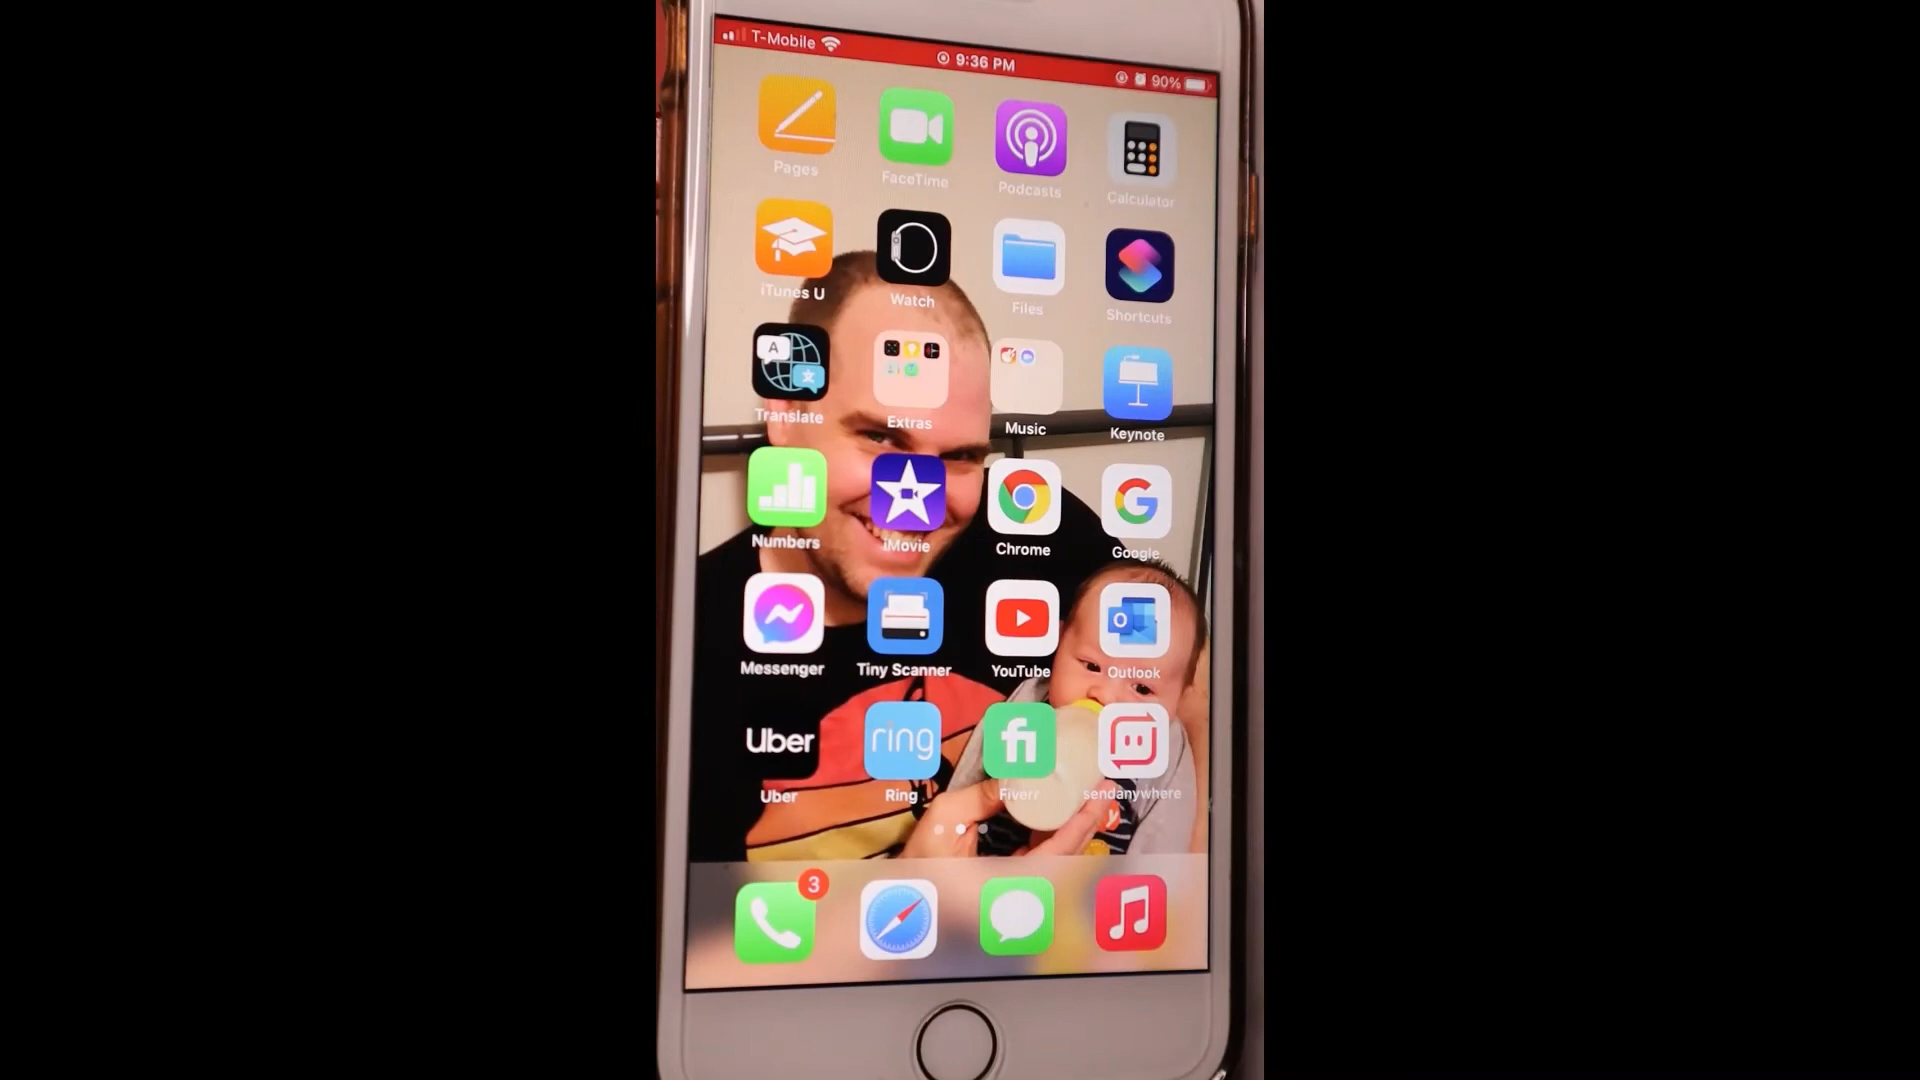 T-Mobile 9:36 PM 90%
Pages FaceTime Podcasts Calculator
iTunes U Watch Files Shortcuts
A 文
Translate Extras Music Keynote
Numbers iMovie Chrome Google
Messenger Tiny Scanner YouTube Outlook
Uber ring fi
Uber Ring Fiverr sendanywhere
3